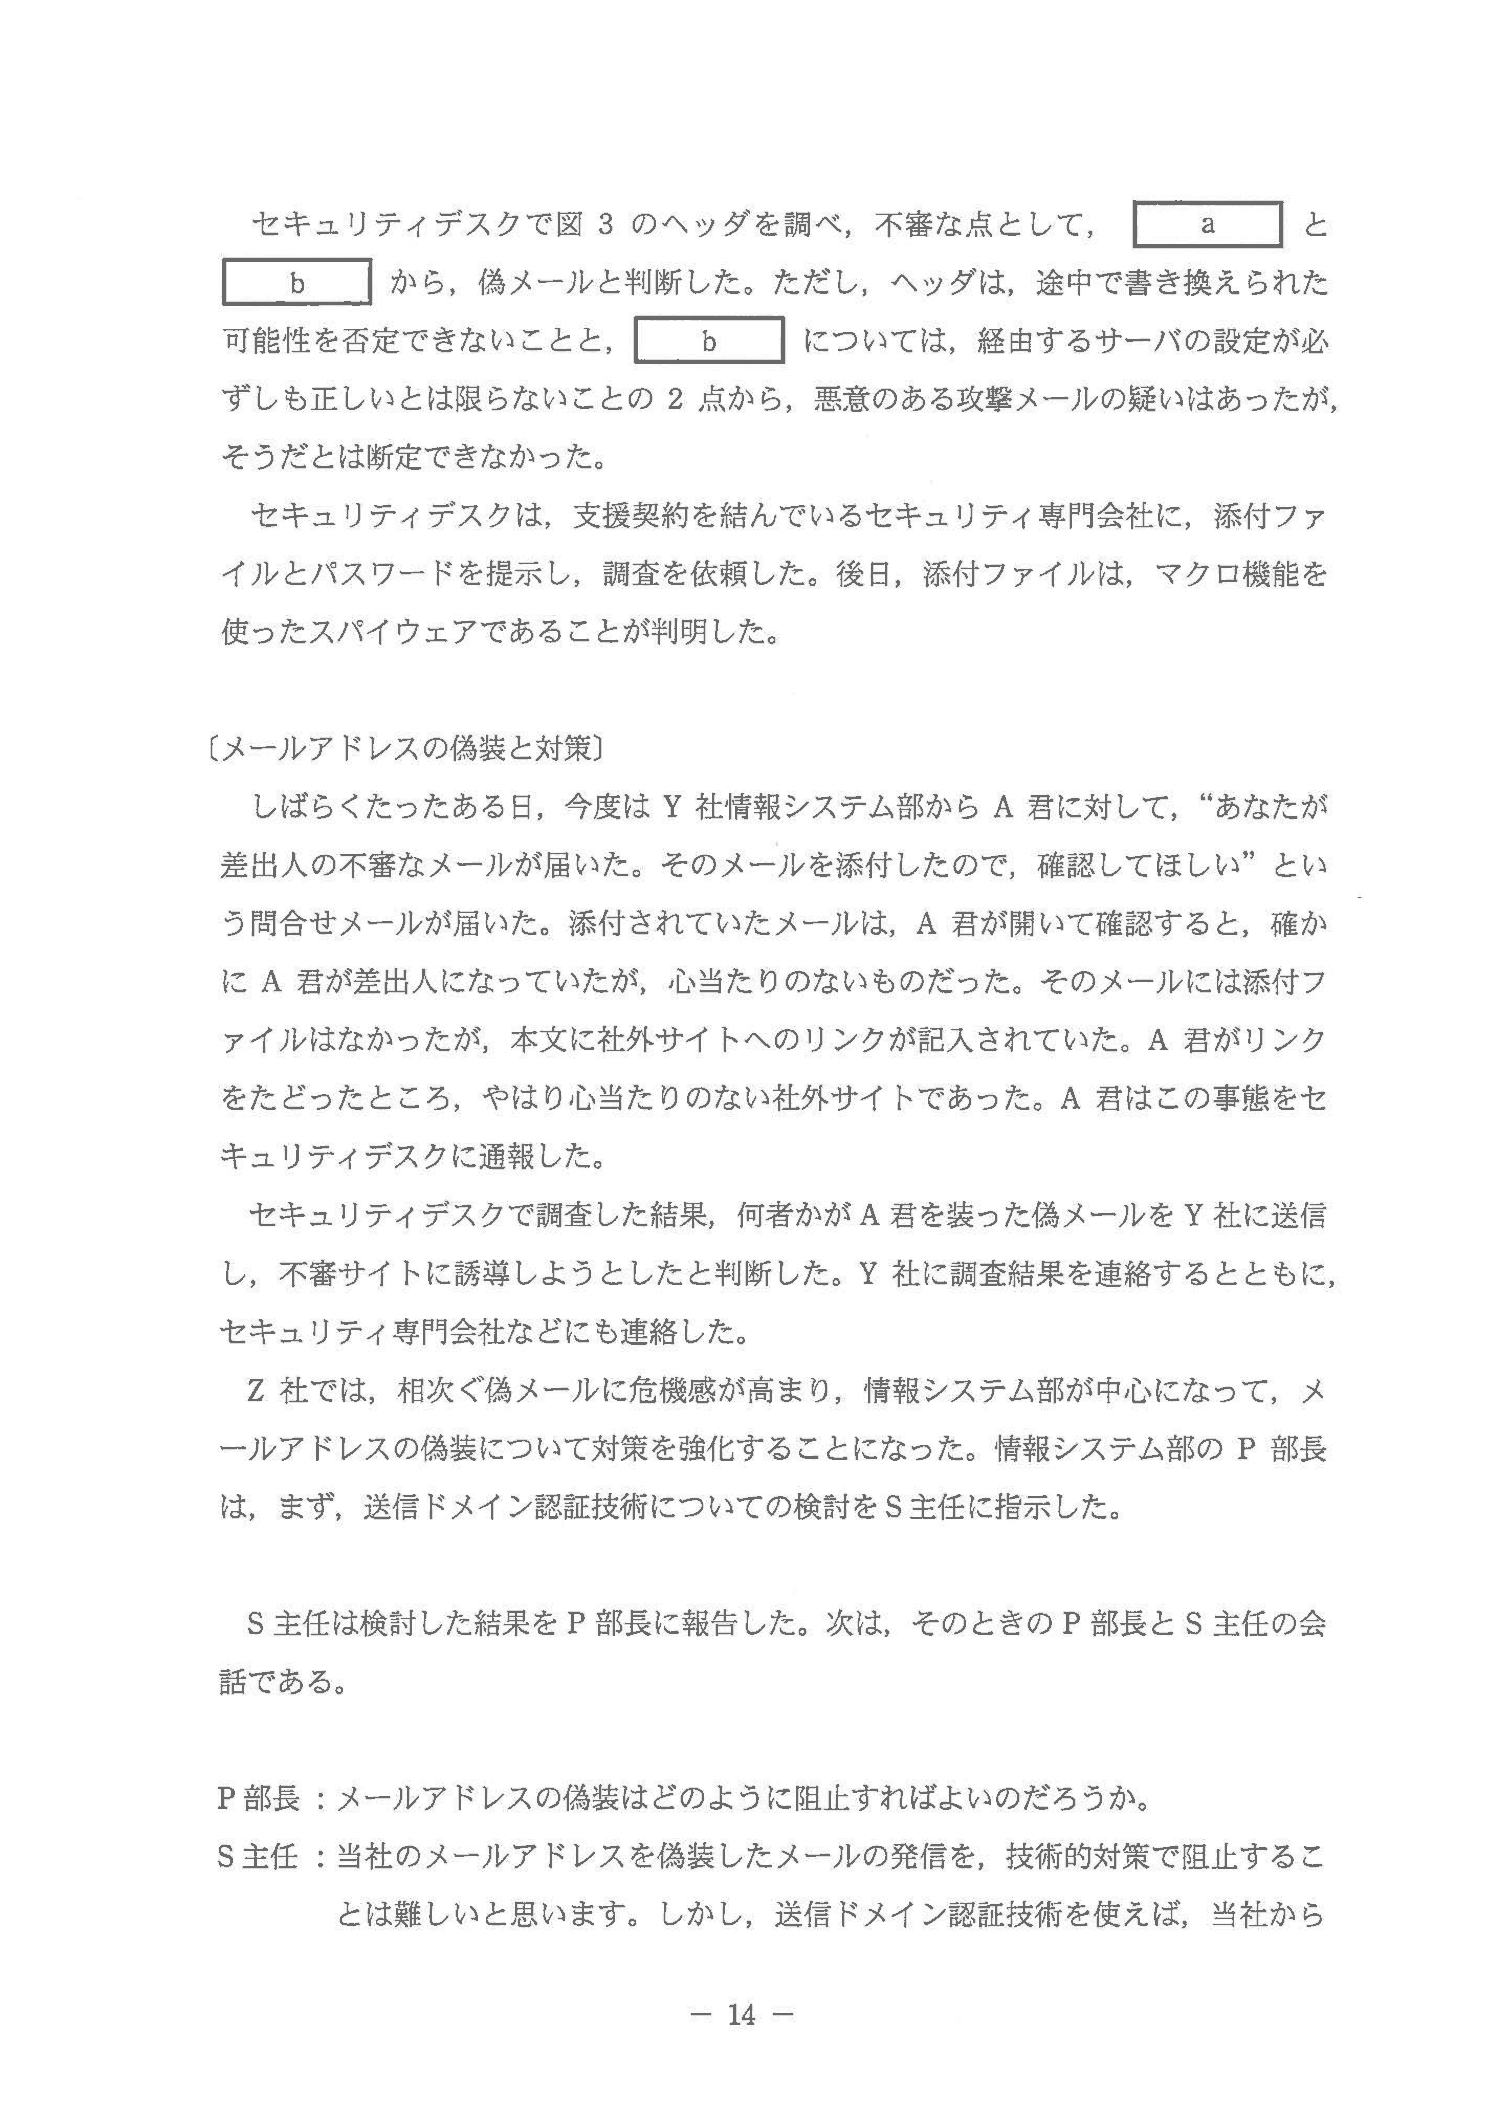 セキュリティデスクで図 3 のヘッダを調べ，不審な点として， a と
b から，偽メールと判断した。ただし，ヘッダは，途中で書き換えられた
可能性を否定できないことと， b については，経由するサーバの設定が必
ずしも正しいとは限らないことの 2 点から，悪意のある攻撃メールの疑いはあったが，
そうだとは断定できなかった。
セキュリティデスクは，支援契約を結んでいるセキュリティ専門会社に，添付ファ
イルとパスワードを提示し，調査を依頼した。後日，添付ファイルは，マクロ機能を
使ったスパイウェアであることが判明した。
〔メールアドレスの偽装と対策〕
しばらくたったある日，今度は Y 社情報システム部から A 君に対して，“あなたが
差出人の不審なメールが届いた。そのメールを添付したので，確認してほしい” とい
う問合せメールが届いた。添付されていたメールは，A 君が開いて確認すると，確か
に A 君が差出人になっていたが，心当たりのないものだった。そのメールには添付フ
ァイルはなかったが，本文に社外サイトへのリンクが記入されていた。A 君がリンク
をたどったところ，やはり心当たりのない社外サイトであった。A 君はこの事態をセ
キュリティデスクに通報した。
セキュリティデスクで調査した結果，何者かが A 君を装った偽メールを Y 社に送信
し，不審サイトに誘導しようとしたと判断した。Y 社に調査結果を連絡するとともに，
セキュリティ専門会社などにも連絡した。
Z 社では，相次ぐ偽メールに危機感が高まり，情報システム部が中心になって，メ
ールアドレスの偽装について対策を強化することになった。情報システム部の P 部長
は，まず，送信ドメイン認証技術についての検討を S 主任に指示した。
S 主任は検討した結果を P 部長に報告した。次は，そのときの P 部長と S 主任の会
話である。
P 部長：メールアドレスの偽装はどのように阻止すればよいのだろうか。
S 主任：当社のメールアドレスを偽装したメールの発信を，技術的対策で阻止するこ
とは難しいと思います。しかし，送信ドメイン認証技術を使えば，当社から
－ 14 －